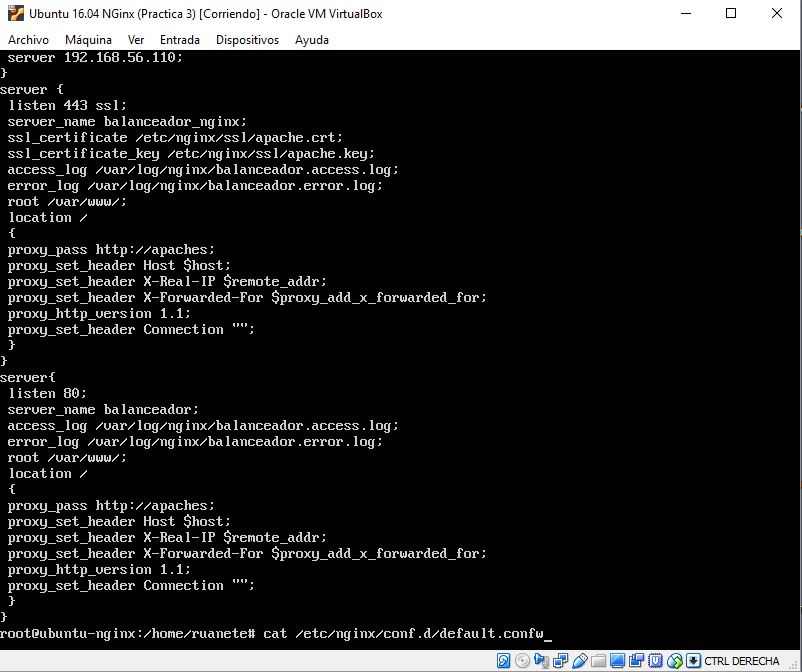 Ubuntu 16.04 NGinx (Practica 3) [Corriendo] - Oracle VM VirtualBox
Archivo Máquina Ver Entrada Dispositivos Ayuda
server 192.168.56.110;
}
server {
listen 443 ssl;
server_name balanceador_nginx;
ssl_certificate /etc/nginx/ssl/apache.crt;
ssl_certificate_key /etc/nginx/ssl/apache.key;
access_log /var/log/nginx/balanceador.access.log;
error_log /var/log/nginx/balanceador.error.log;
root /var/www/;
location /
{
proxy_pass http://apaches;
proxy_set_header Host $host;
proxy_set_header X-Real-IP $remote_addr;
proxy_set_header X-Forwarded-For $proxy_add_x_forwarded_for;
proxy_http_version 1.1;
proxy_set_header Connection "";
}
}
server{
listen 80;
server_name balanceador;
access_log /var/log/nginx/balanceador.access.log;
error_log /var/log/nginx/balanceador.error.log;
root /var/www/;
location /
{
proxy_pass http://apaches;
proxy_set_header Host $host;
proxy_set_header X-Real-IP $remote_addr;
proxy_set_header X-Forwarded-For $proxy_add_x_forwarded_for;
proxy_http_version 1.1;
proxy_set_header Connection "";
}
}
root@ubuntu-nginx:/home/ruanete# cat /etc/nginx/conf.d/default.confw_
CTRL DERECHA